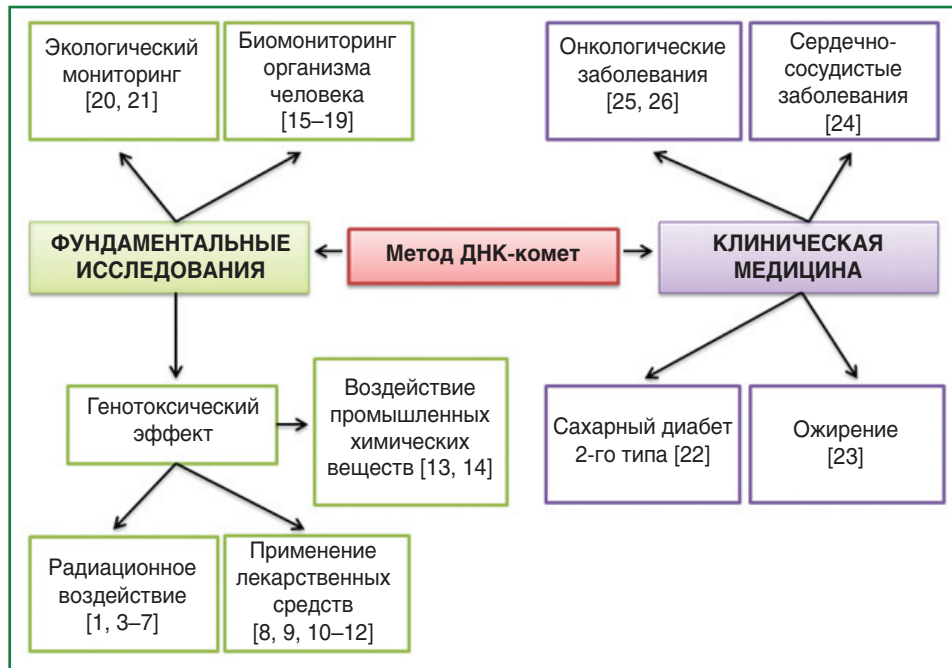 Экологический
мониторинг
[20, 21]
Биомониторинг
организма
человека
[15–19]
Онкологические
заболевания
[25, 26]
Сердечно-
сосудистые
заболевания
[24]
ФУНДАМЕНТАЛЬНЫЕ
ИССЛЕДОВАНИЯ
Метод ДНК-комет
КЛИНИЧЕСКАЯ
МЕДИЦИНА
Генотоксический
эффект
Воздействие
промышленных
химических
веществ [13, 14]
Сахарный диабет
2-го типа [22]
Ожирение
[23]
Радиационное
воздействие
[1, 3–7]
Применение
лекарственных
средств
[8, 9, 10–12]